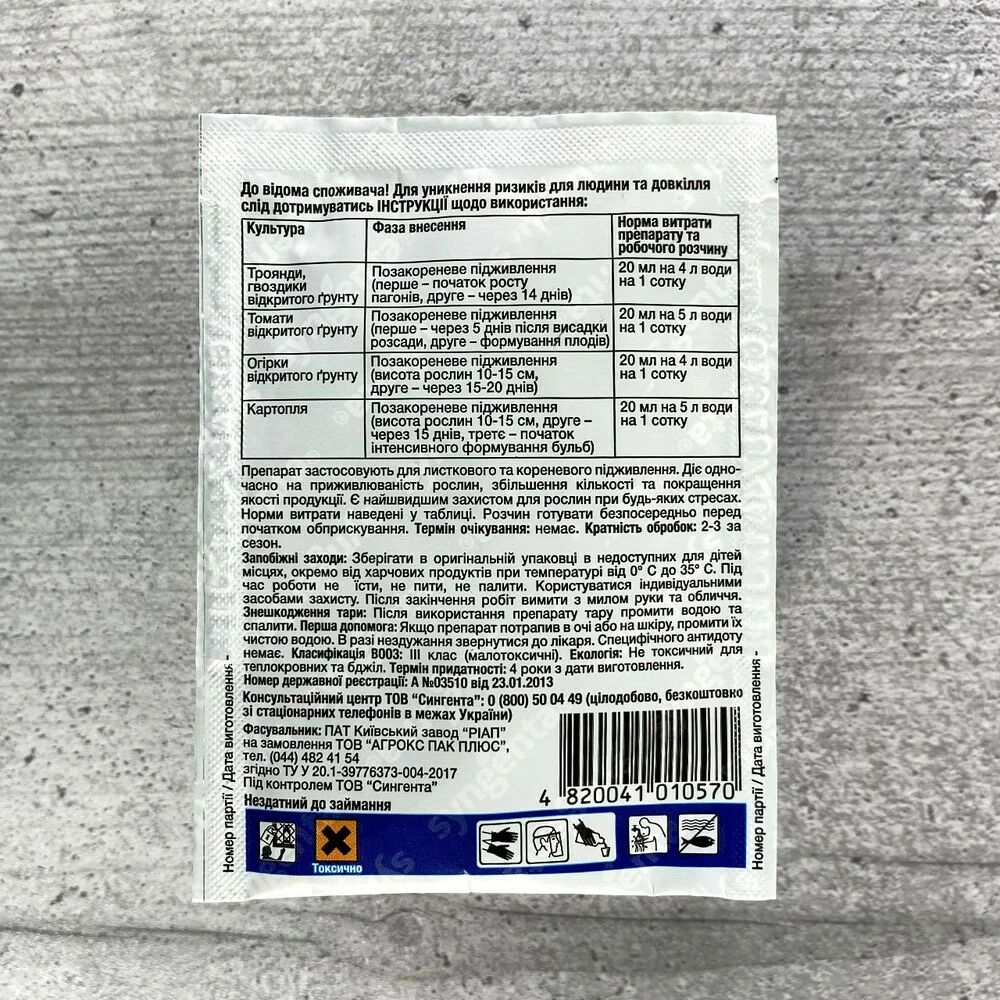 До відома споживача! Для уникнення ризиків для людини та довкілля
слід дотримуватись ІНСТРУКЦІЇ щодо використання:
Культура
Фаза внесення
Норма витрати
препарату та
робочого розчину
Троянди,
гвоздики
відкритого ґрунту
Позакореневе підживлення
(перше – початок росту
пагонів, друге – через 14 днів)
20 мл на 4 л води
на 1 сотку
Томати
відкритого ґрунту
Позакореневе підживлення
(перше – через 5 днів після висадки
розсади, друге – формування плодів)
20 мл на 5 л води
на 1 сотку
Огірки
відкритого ґрунту
Позакореневе підживлення
(висота рослин 10-15 см,
друге – через 15-20 днів)
20 мл на 4 л води
на 1 сотку
Картопля
Позакореневе підживлення
(висота рослин 10-15 см, друге –
через 15 днів, третє – початок
інтенсивного формування бульб)
20 мл на 5 л води
на 1 сотку
Препарат застосовують для листкового та кореневого підживлення. Діє одно-
часно на приживлюваність рослин, збільшення кількості та покращення
якості продукції. Є найшвидшим захистом для рослин при будь-яких стресах.
Норми витрати наведені у таблиці. Розчин готувати безпосередньо перед
початком обприскування. Термін очікування: немає. Кратність обробок: 2-3 за
сезон.
Запобіжні заходи: Зберігати в оригінальній упаковці в недоступних для дітей
місцях, окремо від харчових продуктів при температурі від 0° С до 35° С. Під
час роботи не їсти, не пити, не палити. Користуватися індивідуальними
засобами захисту. Після закінчення робіт вимити з милом руки та обличчя.
Знешкодження тари: Після використання препарату тару промити водою та
спалити. Перша допомога: Якщо препарат потрапив в очі або на шкіру, промити їх
чистою водою. В разі нездужання звернутися до лікаря. Специфічного антидоту
немає. Класифікація ВООЗ: III клас (малотоксичні). Екологія: Не токсичний для
теплокровних та бджіл. Термін придатності: 4 роки з дати виготовлення.
Номер державної реєстрації: А №03510 від 23.01.2013
Консультаційний центр ТОВ “Сингента”: 0 (800) 50 04 49 (цілодобово, безкоштовно
зі стаціонарних телефонів в межах України)
Фасувальник: ПАТ Київський завод “РІАП”
на замовлення ТОВ “АГРОКС ПАК ПЛЮС”,
тел. (044) 482 41 54
згідно ТУ У 20.1-39776373-004-2017
Під контролем ТОВ “Сингента”
Нездатний до займання
4 820041 010570
Токсично
Номер партії / Дата виготовлення -
Номер партії / Дата виготовлення -
syngenta